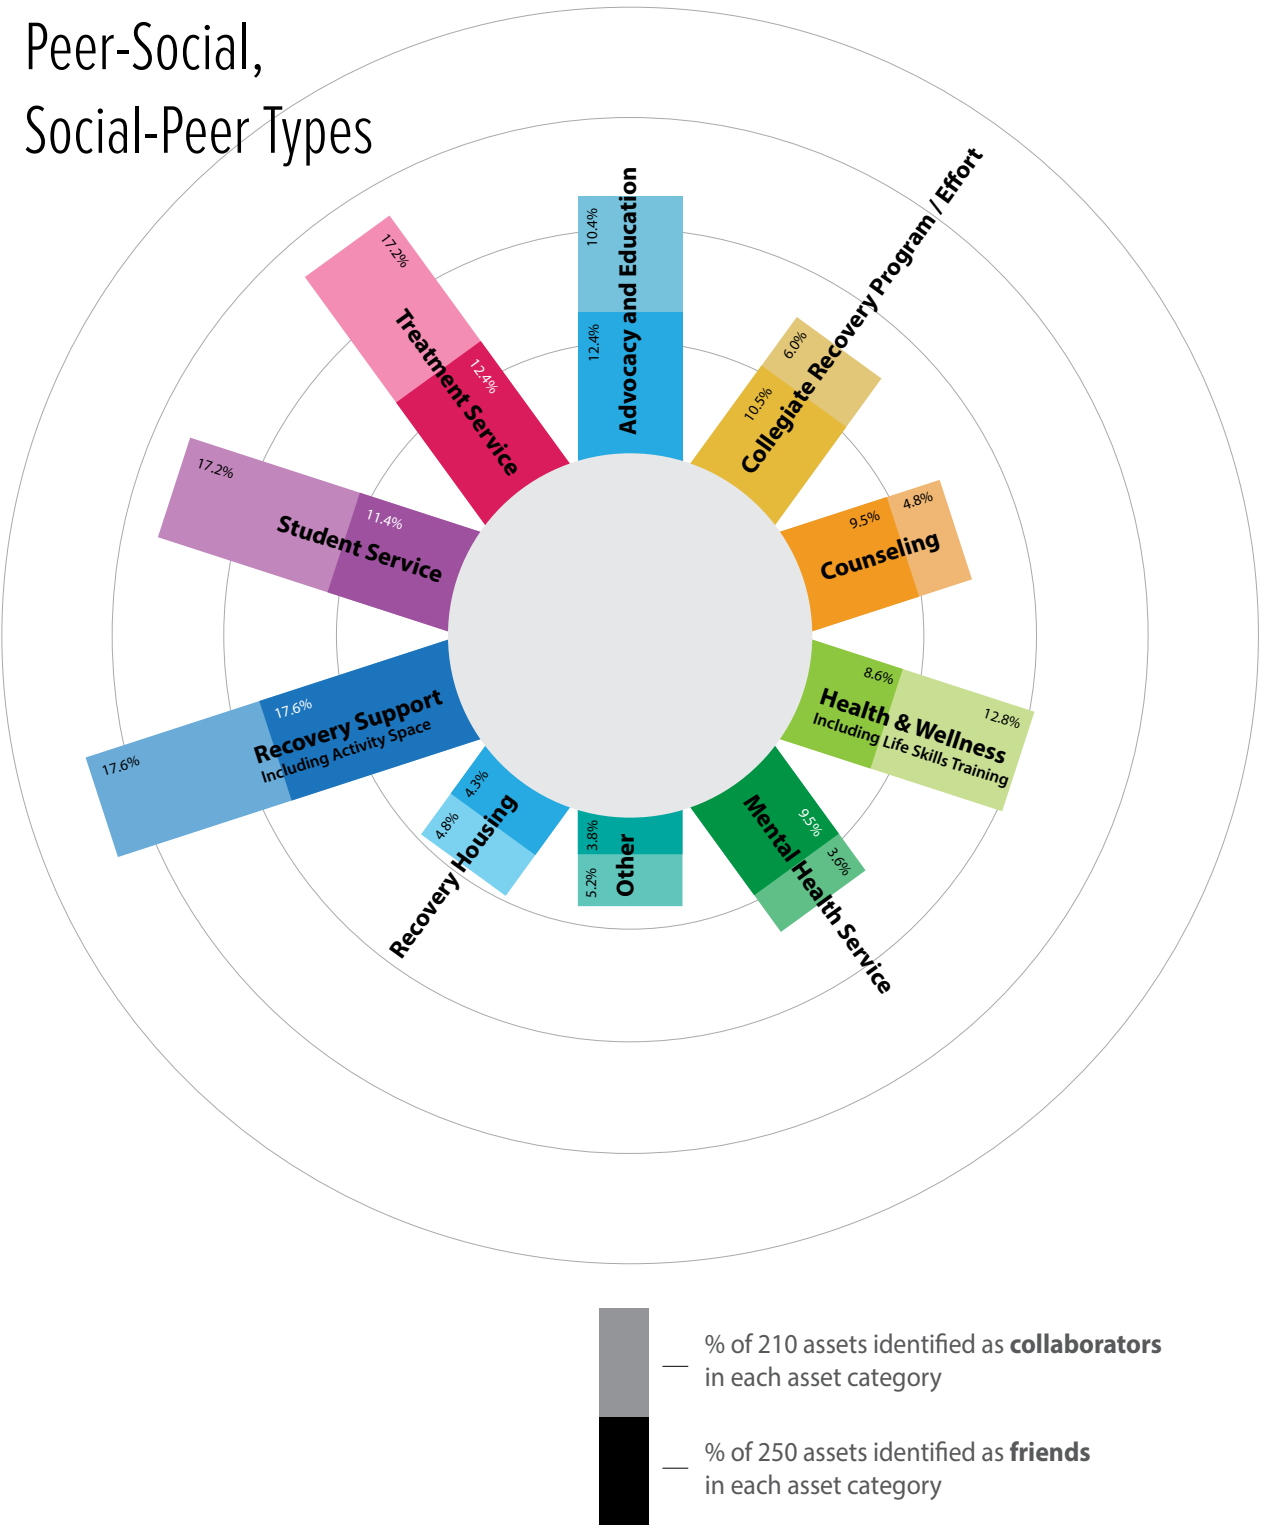 Peer-Social,
Social-Peer Types
10.4%
12.4%
Advocacy and Education
6.0%
10.5%
Collegiate Recovery Program / Effort
4.8%
9.5%
Counseling
8.6%
12.8%
Health & Wellness
Including Life Skills Training
9.5%
3.6%
Mental Health Service
3.8%
5.2%
Other
4.3%
4.8%
Recovery Housing
17.6%
17.6%
Recovery Support
Including Activity Space
17.2%
11.4%
Student Service
17.2%
12.4%
Treatment Service
% of 210 assets identified as collaborators
in each asset category
% of 250 assets identified as friends
in each asset category